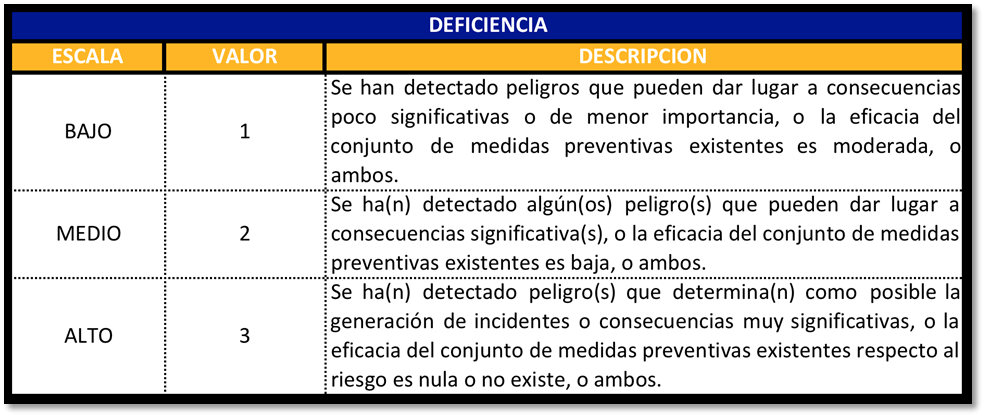 DEFICIENCIA
ESCALA VALOR DESCRIPCION
BAJO 1
Se han detectado peligros que pueden dar lugar a consecuencias
poco significativas o de menor importancia, o la eficacia del
conjunto de medidas preventivas existentes es moderada, o
ambos.
MEDIO 2
Se ha(n) detectado algún(os) peligro(s) que pueden dar lugar a
consecuencias significativa(s), o la eficacia del conjunto de medidas
preventivas existentes es baja, o ambos.
ALTO 3
Se ha(n) detectado peligro(s) que determina(n) como posible la
generación de incidentes o consecuencias muy significativas, o la
eficacia del conjunto de medidas preventivas existentes respecto al
riesgo es nula o no existe, o ambos.